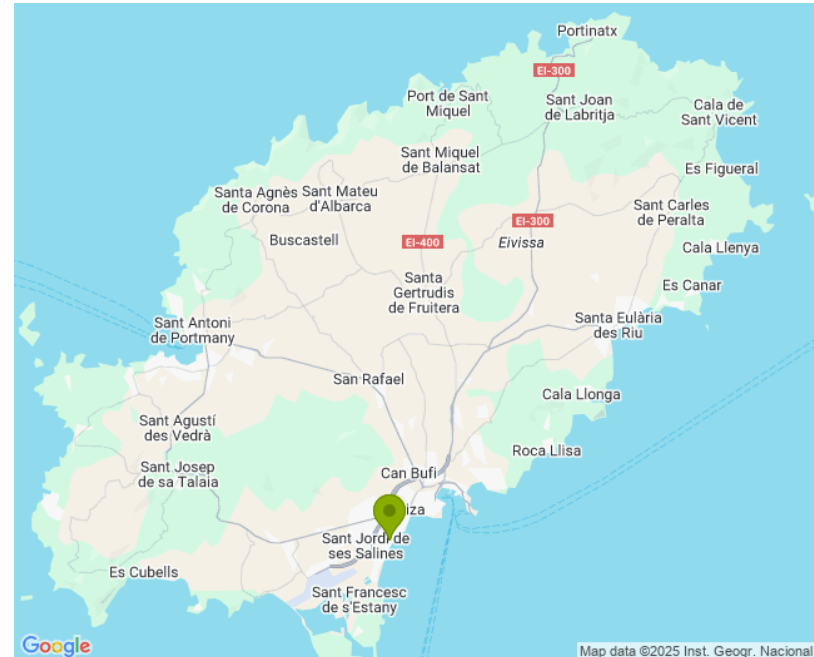 Portinatx
EI-300
Port de Sant
Miquel
Sant Joan
de Labritja
Cala de
Sant Vicent
Sant Miquel
de Balansat
Es Figueral
Santa Agnès
de Corona
Sant Mateu
d'Albarca
Sant Carles
de Peralta
EI-300
Buscastell
EI-400
Eivissa
Cala Llenya
Santa
Gertrudis
de Fruitera
Es Canar
Sant Antoni
de Portmany
Santa Eulària
des Riu
San Rafael
Cala Llonga
Sant Agustí
des Vedrà
Roca Llisa
Sant Josep
de sa Talaia
Can Bufi
iza
Sant Jordi de
ses Salines
Es Cubells
Sant Francesc
de s'Estany
Google
Map data ©2025 Inst. Geogr. Nacional